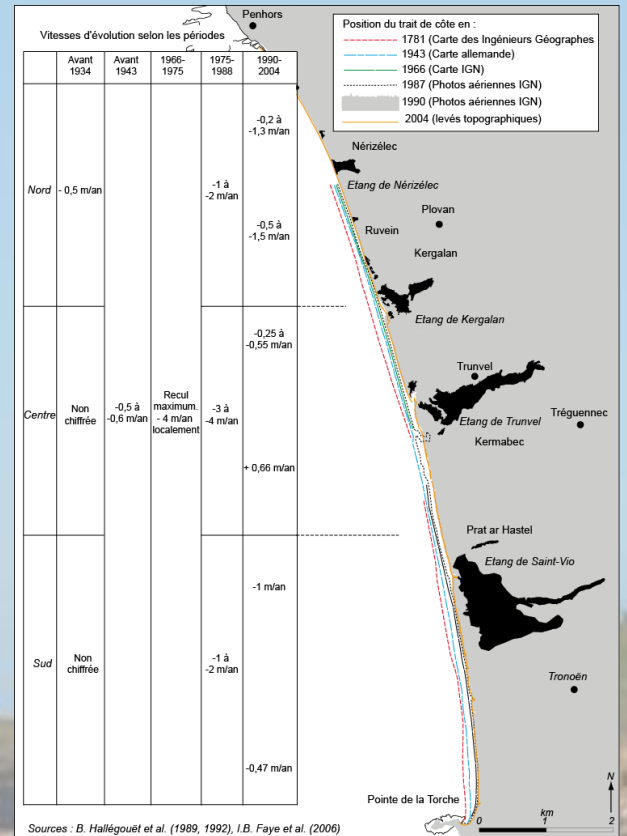 Penhors
Vitesses d'évolution selon les périodes
Avant 1934
Avant 1943
1966-1975
1975-1988
1990-2004
Nord
- 0,5 m/an
-1 à
-2 m/an
-0,2 à
-1,3 m/an
-0,5 à
-1,5 m/an
Centre
Non
chiffrée
-0,5 à
-0,6 m/an
Recul
maximum.
- 4 m/an
localement
-3 à
-4 m/an
-0,25 à
-0,55 m/an
+ 0,66 m/an
Sud
Non
chiffrée
-1 à
-2 m/an
-1 m/an
-0,47 m/an
Position du trait de côte en :
1781 (Carte des Ingénieurs Géographes
1943 (Carte allemande)
1966 (Carte IGN)
1987 (Photos aériennes IGN)
1990 (Photos aériennes IGN)
2004 (levés topographiques)
Nérizélec
Etang de Nérizélec
Plovan
Ruvein
Kergalan
Etang de Kergalan
Trunvel
Etang de Trunvel
Tréguennec
Kermabec
Prat ar Hastel
Etang de Saint-Vio
Tronoën
Pointe de la Torche
N
km
0 1 2
Sources : B. Hallégouët et al. (1989, 1992), I.B. Faye et al. (2006)